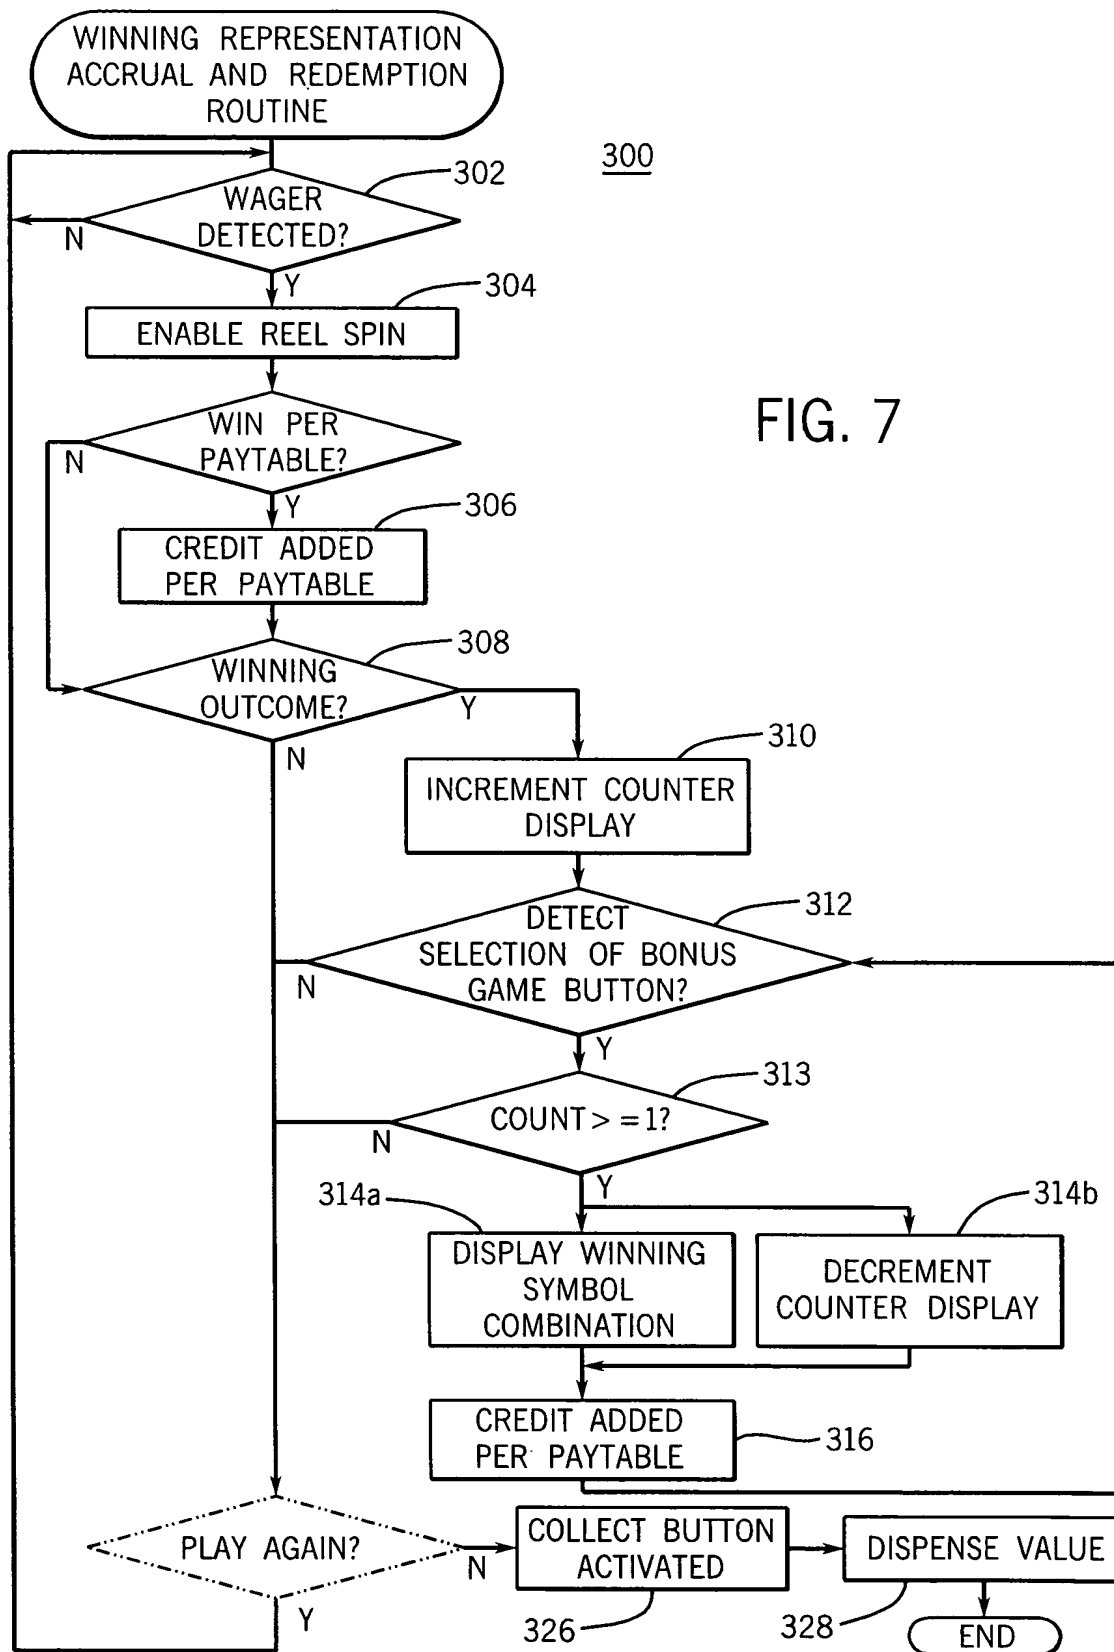 WINNING REPRESENTATION
ACCRUAL AND REDEMPTION
ROUTINE
300
302
WAGER
DETECTED?
N
Y
304
ENABLE REEL SPIN
FIG. 7
WIN PER
PAYTABLE?
N
Y
306
CREDIT ADDED
PER PAYTABLE
308
WINNING
OUTCOME?
Y
N
310
INCREMENT COUNTER
DISPLAY
312
DETECT
SELECTION OF BONUS
GAME BUTTON?
N
Y
313
COUNT > = 1?
N
Y
314a
314b
DISPLAY WINNING
SYMBOL
COMBINATION
DECREMENT
COUNTER DISPLAY
CREDIT ADDED
PER PAYTABLE
316
PLAY AGAIN?
N
Y
COLLECT BUTTON
ACTIVATED
326
DISPENSE VALUE
328
END